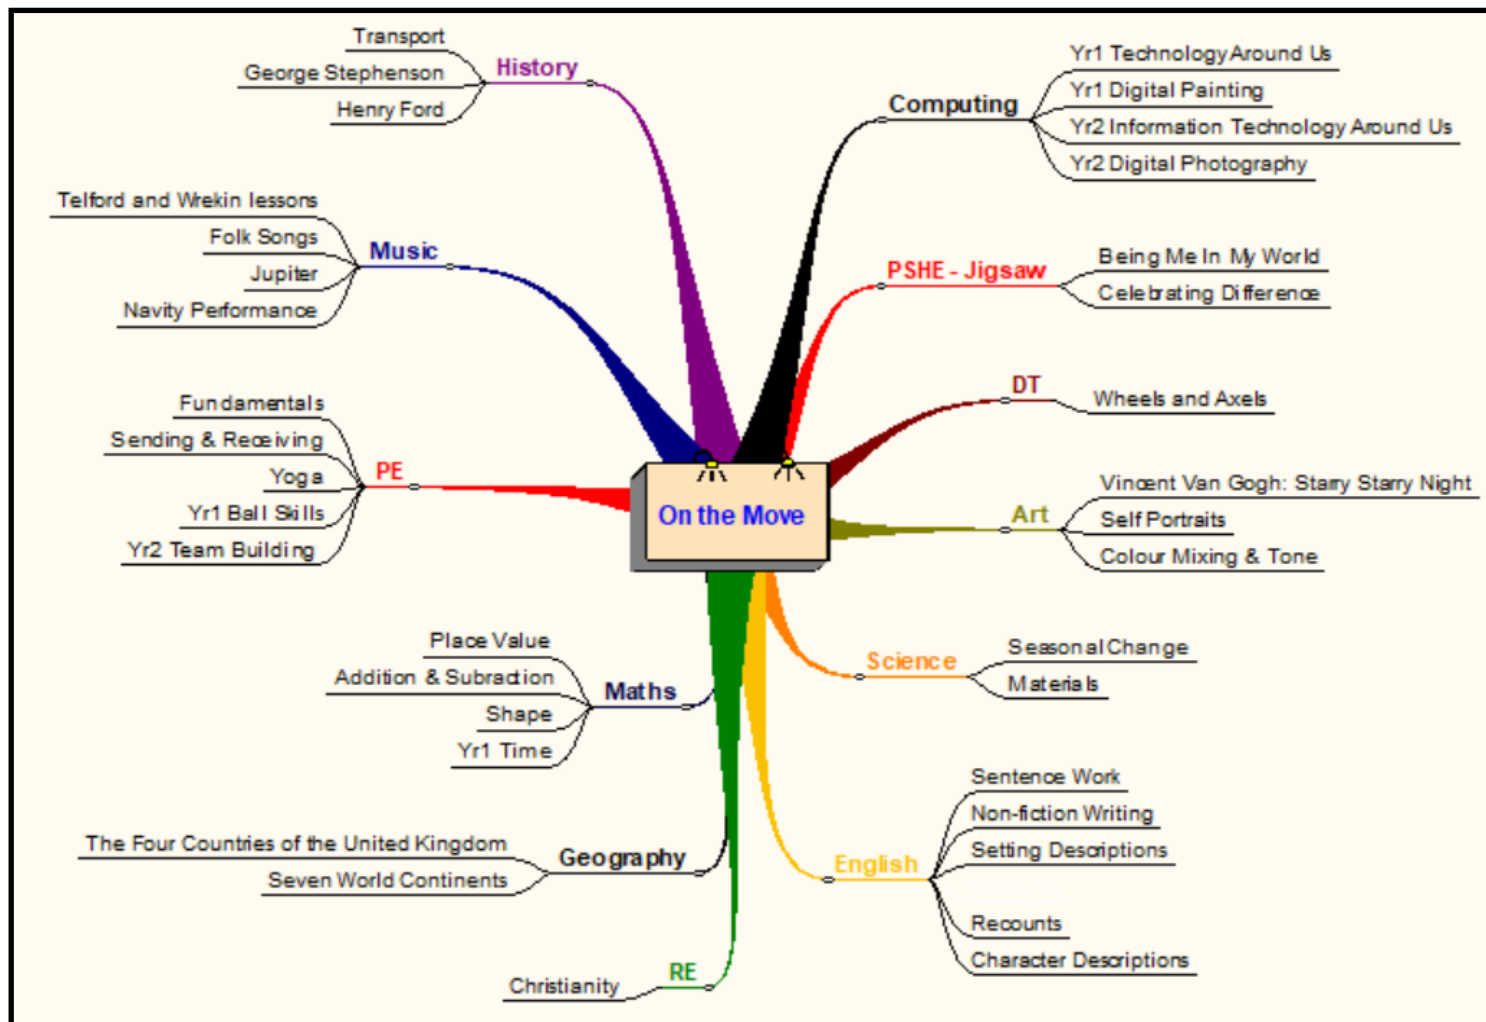 On the Move
History
Transport
George Stephenson
Henry Ford
Music
Telford and Wrekin lessons
Folk Songs
Jupiter
Navity Performance
PE
Fundamentals
Sending & Receiving
Yoga
Yr1 Ball Skills
Yr2 Team Building
Maths
Place Value
Addition & Subraction
Shape
Yr1 Time
Geography
The Four Countries of the United Kingdom
Seven World Continents
RE
Christianity
Computing
Yr1 Technology Around Us
Yr1 Digital Painting
Yr2 Information Technology Around Us
Yr2 Digital Photography
PSHE - Jigsaw
Being Me In My World
Celebrating Difference
DT
Wheels and Axels
Art
Vincent Van Gogh: Starry Starry Night
Self Portraits
Colour Mixing & Tone
Science
Seasonal Change
Materials
English
Sentence Work
Non-fiction Writing
Setting Descriptions
Recounts
Character Descriptions